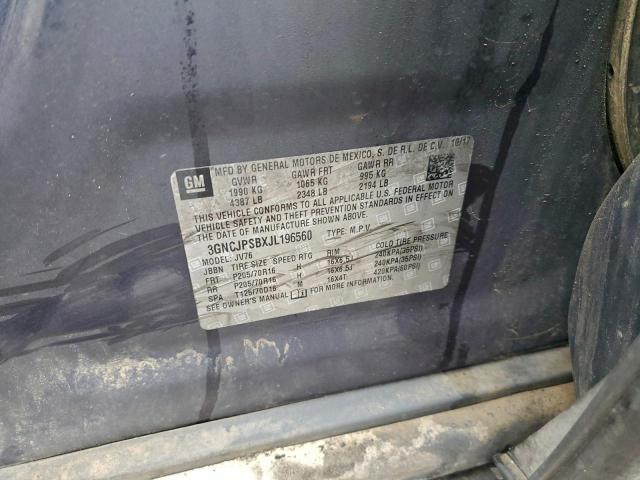 GM
MFD BY GENERAL MOTORS DE MEXICO, S. DE R.L. DE C.V. 10/17
GVWR GAWR FRT GAWR RR
1990 KG 1065 KG 995 KG
4387 LB 2348 LB 2194 LB
THIS VEHICLE CONFORMS TO ALL APPLICABLE U.S. FEDERAL MOTOR
VEHICLE SAFETY AND THEFT PREVENTION STANDARDS IN EFFECT ON
THE DATE OF MANUFACTURE SHOWN ABOVE.
3GNCJPSBXJL196560 TYPE: M.P.V.
MODEL: JV76
JBBN TIRE SIZE SPEED RTG RIM COLD TIRE PRESSURE
FRT P205/70R16 H 16X6.5J 240KPA(35PSI)
RR P205/70R16 H 16X6.5J 240KPA(35PSI)
SPA T125/70D16 M 16X4T 420KPA(60PSI)
SEE OWNER'S MANUAL